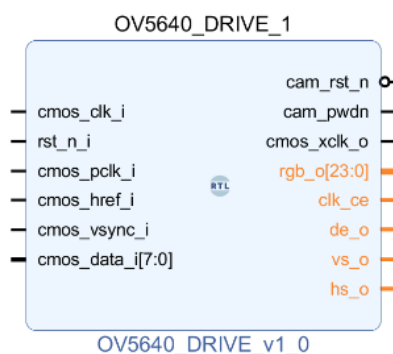 OV5640_DRIVE_1
cam_rst_n
cmos_clk_i cam_pwdn
rst_n_i cmos_xclk_o
cmos_pclk_i rgb_o[23:0]
cmos_href_i clk_ce
RTL
cmos_vsync_i de_o
cmos_data_i[7:0] vs_o
hs_o
OV5640_DRIVE_v1_0